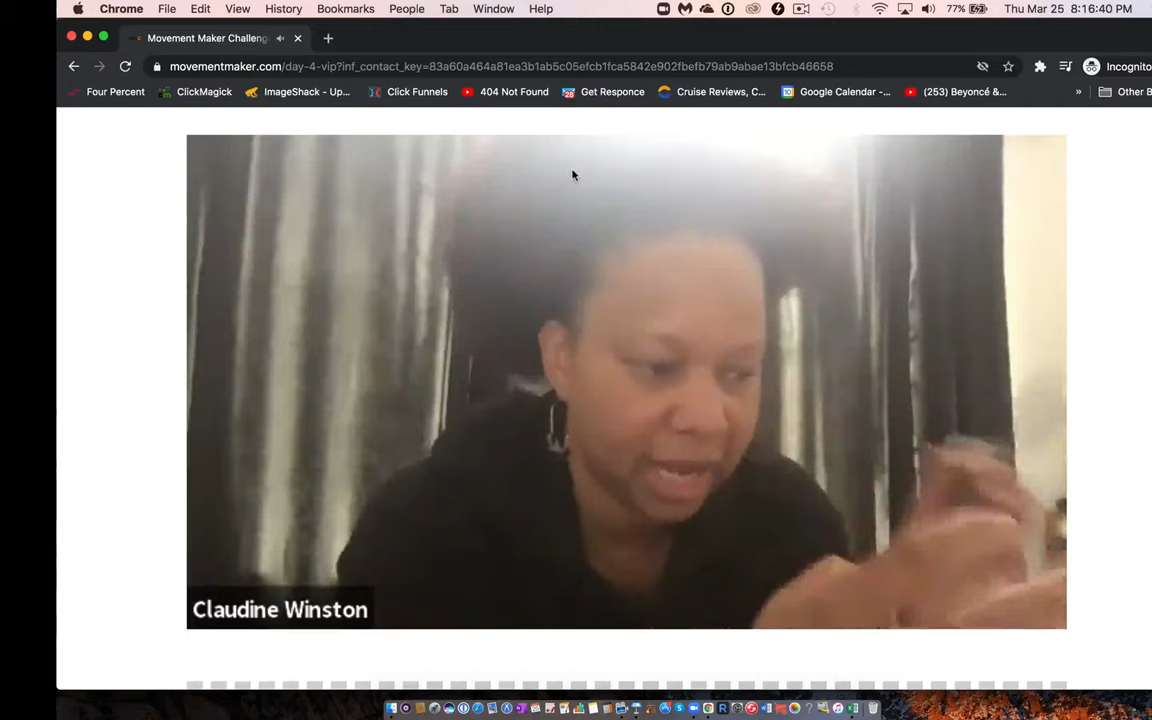 Chrome File Edit View History Bookmarks People Tab Window Help 77% Thu Mar 25 8:16:40 PM
Movement Maker Challeng
movementmaker.com/day-4-vip?inf_contact_key=83a60a464a81ea3b1ab5c05efcb1fca5842e902fbefb79ab9abae13bfcb46658 Incognito
Four Percent ClickMagick ImageShack - Up... Click Funnels 404 Not Found Get Responce Cruise Reviews, C... Google Calendar -... (253) Beyoncé &... » Other B
Claudine Winston